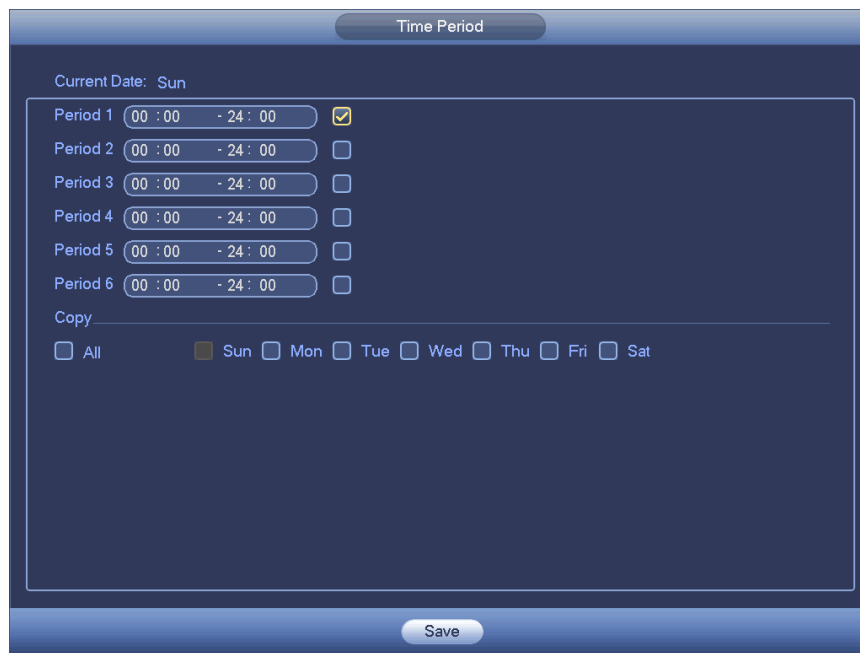 Time Period
Current Date: Sun
Period 1 00 :00 - 24: 00
Period 2 00 :00 - 24: 00
Period 3 00 :00 - 24: 00
Period 4 00 :00 - 24: 00
Period 5 00 :00 - 24: 00
Period 6 00 :00 - 24: 00
Copy
All Sun Mon Tue Wed Thu Fri Sat
Save